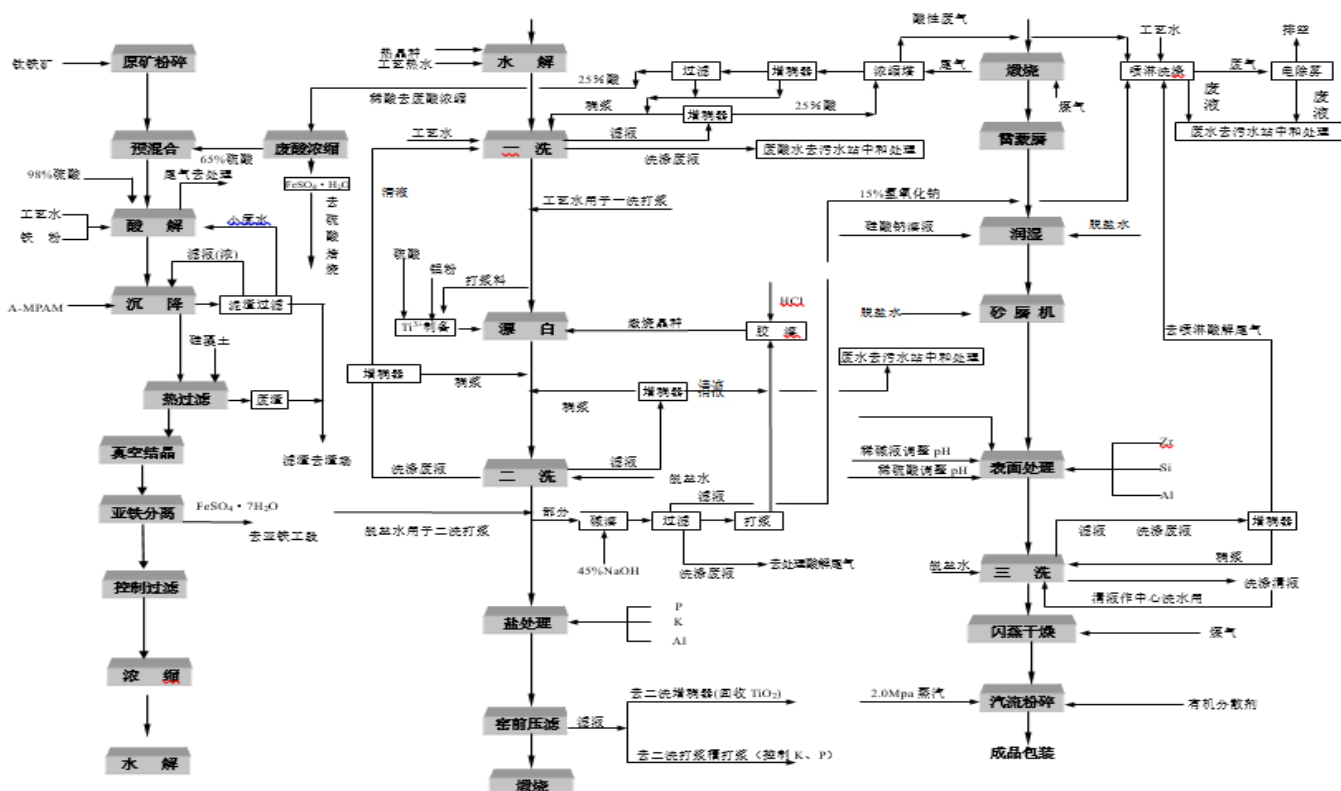 钛铁矿
原矿粉碎
预混合
98%硫酸
65%硫酸
尾气去处理
工艺水
铁 粉
酸 解
小废水
滤液(浓)
A-MPAM
沉 降
泥渣过滤
硅藻土
热过滤
废渣
滤渣去渣场
真空结晶
亚铁分离
FeSO₄·7H₂O
去亚铁工段
控制过滤
浓 缩
水 解
废酸浓缩
FeSO₄·H₂O
去硫酸焙烧
稀酸去废酸浓缩
25%酸
热晶种
工艺热水
水 解
过滤
增稠器
浓缩塔
尾气
酸性废气
稠浆
增稠器
25%酸
工艺水
一洗
滤液
洗涤废液
废酸水去污水站中和处理
清液
工艺水用于一洗打浆
硫酸
铝粉
打浆料
Ti³⁺制备
漂 白
煅烧晶种
胶溶
HCl
增稠器
稠浆
增稠器
清液
清液
稠浆
废水去污水站中和处理
洗涤废液
二 洗
滤液
脱盐水
脱盐水用于二洗打浆
部分
碱溶
45%NaOH
过滤
滤液
打浆
洗涤废液
去处理酸解尾气
盐处理
P
K
Al
窑前压滤
滤液
去二洗增稠器(回收 TiO₂)
去二洗打浆槽打浆（控制 K、P）
煅烧
煅烧
煤气
工艺水
喷淋洗涤
废气
电除雾
排空
废液
废液
废水去污水站中和处理
雷蒙磨
15%氢氧化钠
硅酸钠溶液
润湿
脱盐水
脱盐水
砂 磨 机
去喷淋酸解尾气
稀碱液调整 pH
稀硫酸调整 pH
表面处理
Zr
Si
Al
滤液
洗涤废液
增稠器
稠浆
脱盐水
三 洗
洗涤清液
清液作中心洗水用
闪蒸干燥
煤气
2.0Mpa 蒸汽
汽流粉碎
有机分散剂
成品包装